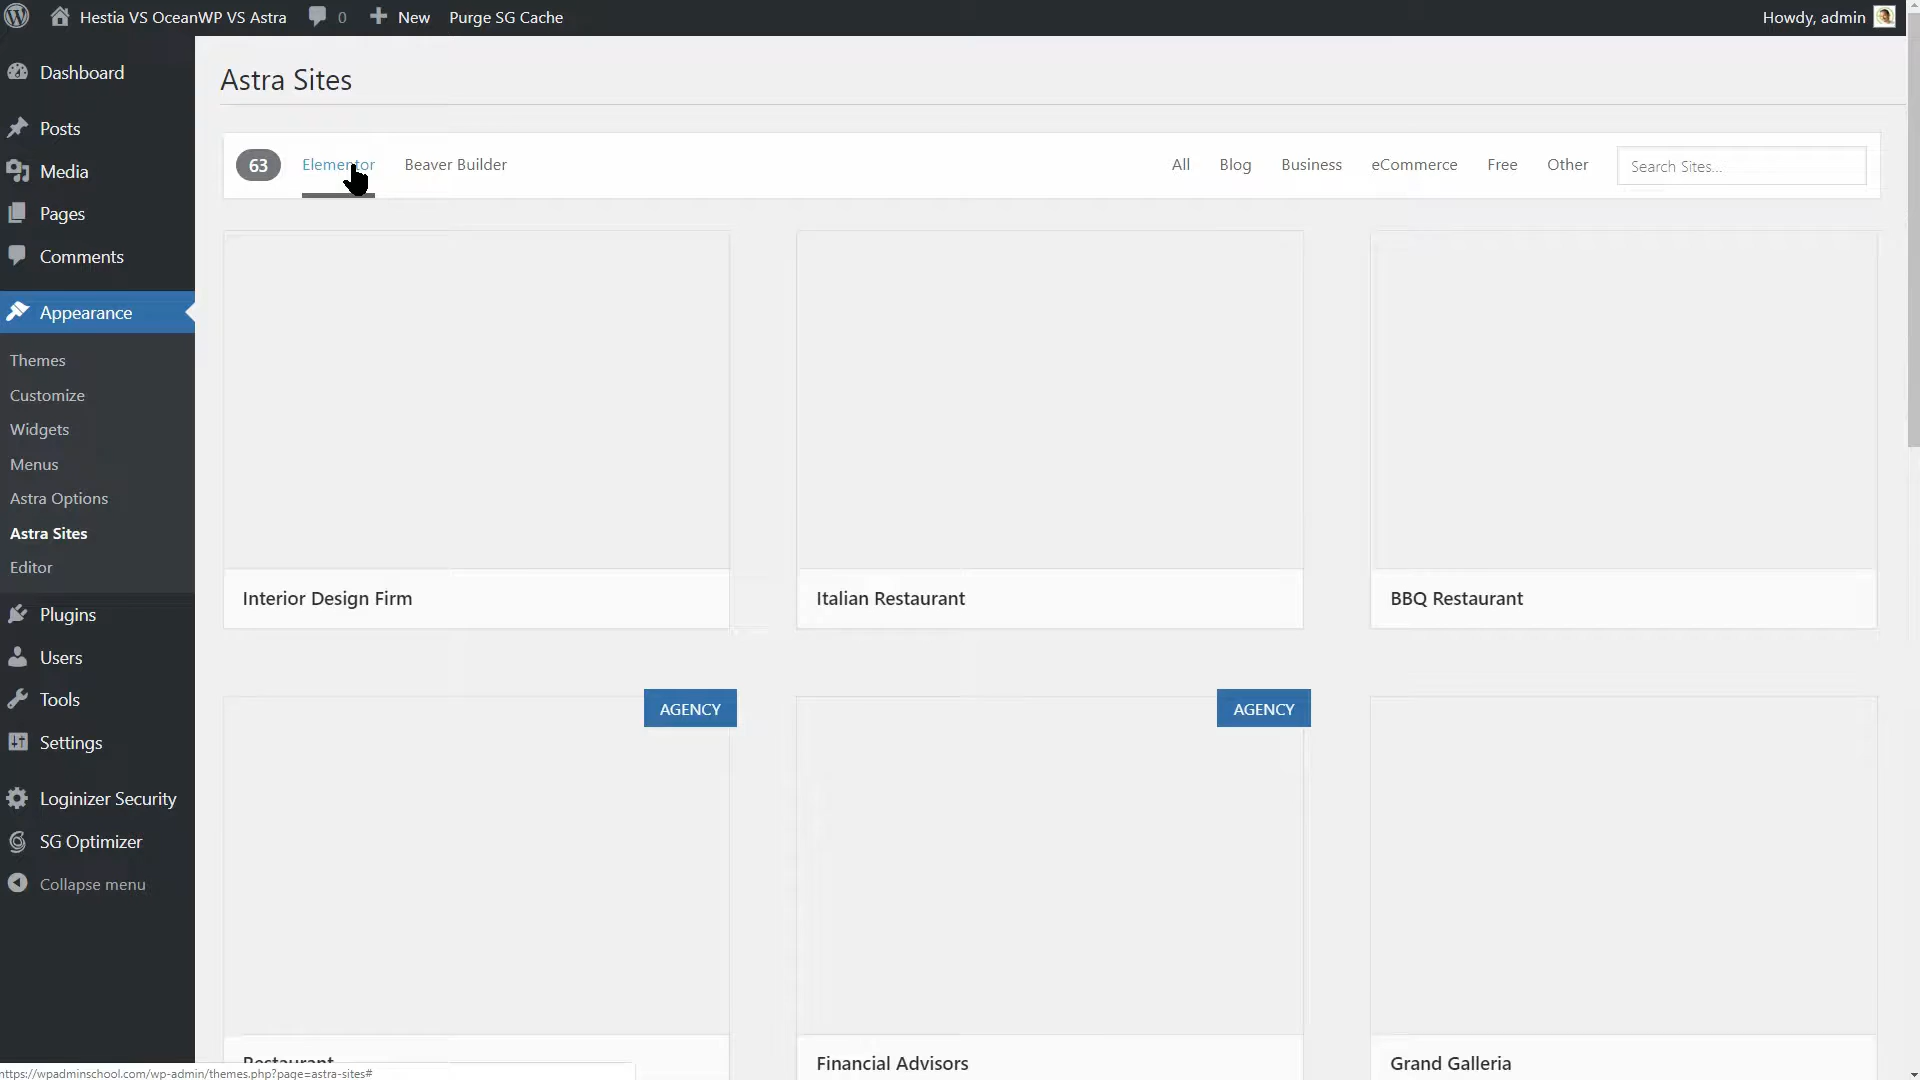 Hestia VS OceanWP VS Astra 0 New Purge SG Cache Howdy, admin
Dashboard
Posts
Media
Pages
Comments
Appearance
Themes
Customize
Widgets
Menus
Astra Options
Astra Sites
Editor
Plugins
Users
Tools
Settings
Loginizer Security
SG Optimizer
Collapse menu
Astra Sites
63 Elementor Beaver Builder All Blog Business eCommerce Free Other Search Sites...
Interior Design Firm Italian Restaurant BBQ Restaurant
AGENCY AGENCY
Restaurant Financial Advisors Grand Galleria
https://wpadminschool.com/wp-admin/themes.php?page=astra-sites#